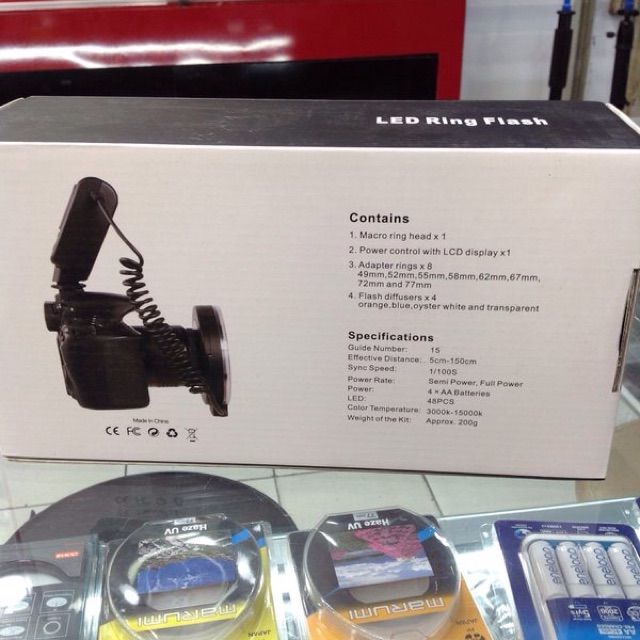 LED Ring Flash
Contains
1. Macro ring head x 1
2. Power control with LCD display x1
3. Adapter rings x 8
49mm,52mm,55mm,58mm,62mm,67mm,
72mm and 77mm
4. Flash diffusers x 4
orange,blue,oyster white and transparent
Specifications
Guide Number: 15
Effective Distance: 5cm-150cm
Sync Speed: 1/100S
Power Rate: Semi Power, Full Power
Power: 4 × AA Batteries
LED: 48PCS
Color Temperature: 3000k-15000k
Weight of the Kit: Approx. 200g
Made in China
CE FC
77mm
Haze UV
marumi
JAPAN
Haze UV
marumi
JAPAN
eneloop
eneloop
eneloop
eneloop